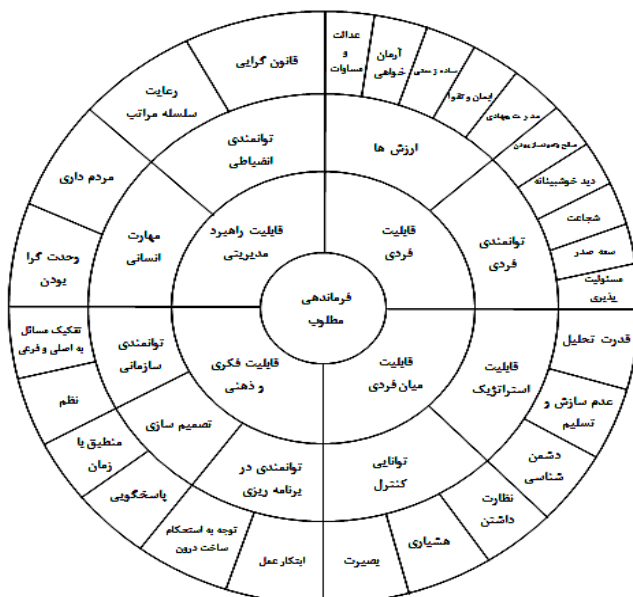 عدالت
و
مساوات
آرمان
خواهی
ساده زیستی
ایمان و تقوا
مدیریت جهادی
دید خوشبینانه
شجاعت
سعه صدر
مسئولیت
پذیری
قانون گرایی
رعایت
سلسله مراتب
مردم داری
وحدت گرا
بودن
ارزش ها
توانمندی
فردی
توانمندی
انضباطی
مهارت
انسانی
قابلیت
فردی
قابلیت راهبرد
مدیریتی
فرماندهی
مطلوب
قابلیت
میان فردی
قابلیت فکری
و ذهنی
قابلیت
استراتژیک
توانایی
کنترل
توانمندی در
برنامه ریزی
تصمیم سازی
توانمندی
سازمانی
قدرت تحلیل
عدم سازش و
تسلیم
دشمن
شناسی
نظارت
داشتن
هشیاری
بصیرت
ابتکار عمل
توجه به استحکام
ساخت درون
پاسخگویی
منطبق با
زمان
نظم
تفکیک مسائل
به اصلی و فرعی